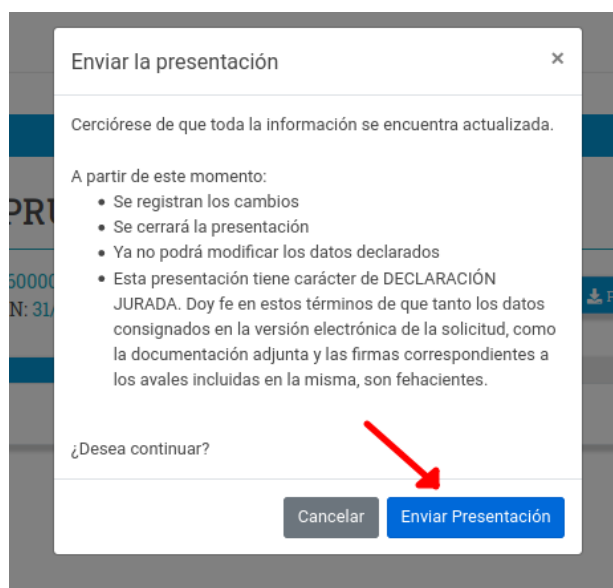 Enviar la presentación ×
Cerciórese de que toda la información se encuentra actualizada.
A partir de este momento:
• Se registran los cambios
• Se cerrará la presentación
• Ya no podrá modificar los datos declarados
• Esta presentación tiene carácter de DECLARACIÓN
JURADA. Doy fe en estos términos de que tanto los datos
consignados en la versión electrónica de la solicitud, como
la documentación adjunta y las firmas correspondientes a
los avales incluidas en la misma, son fehacientes.
¿Desea continuar?
Cancelar Enviar Presentación
PRU
60000
N: 31/